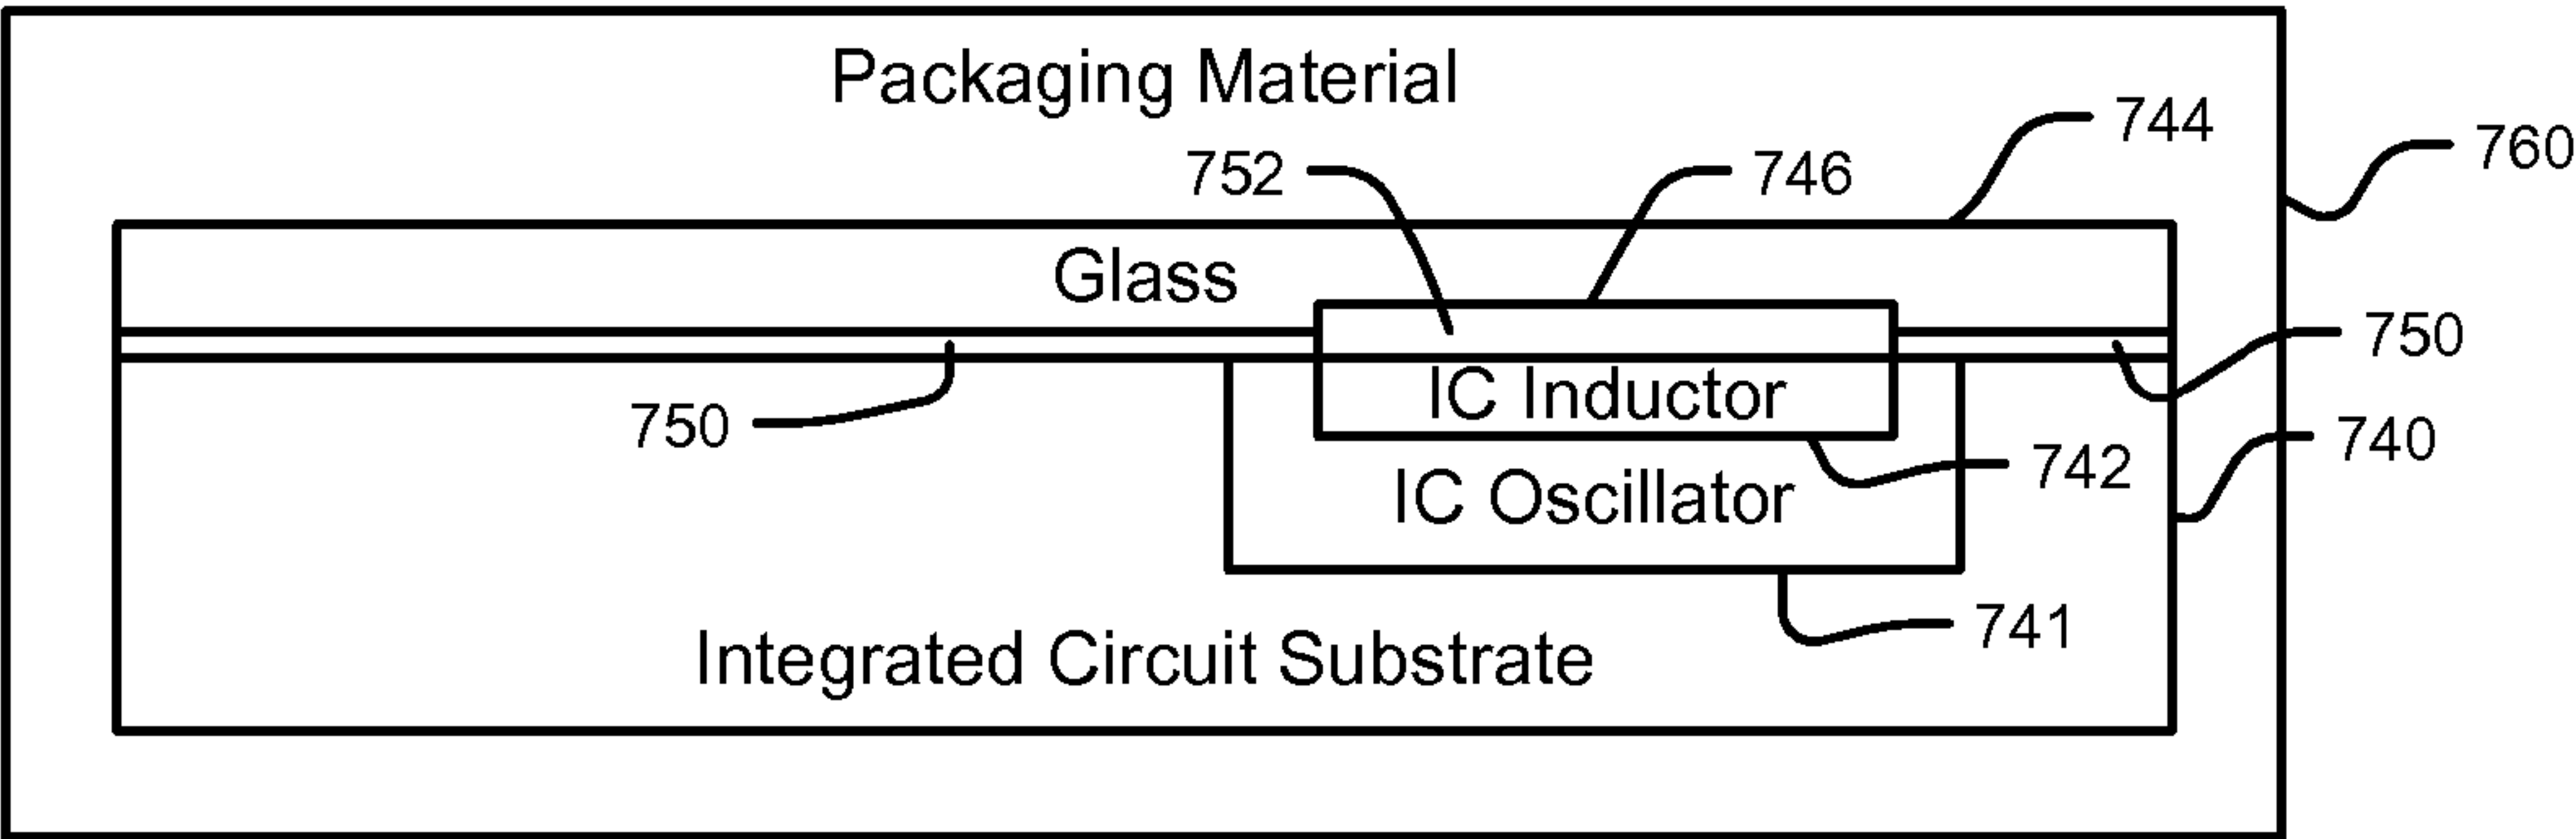 Packaging Material
744
760
752
746
Glass
750
IC Inductor
750
740
742
IC Oscillator
741
Integrated Circuit Substrate